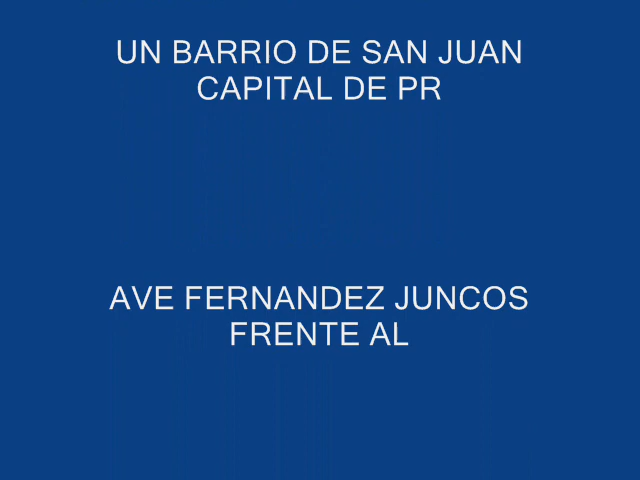 UN BARRIO DE SAN JUAN
CAPITAL DE PR
AVE FERNANDEZ JUNCOS
FRENTE AL